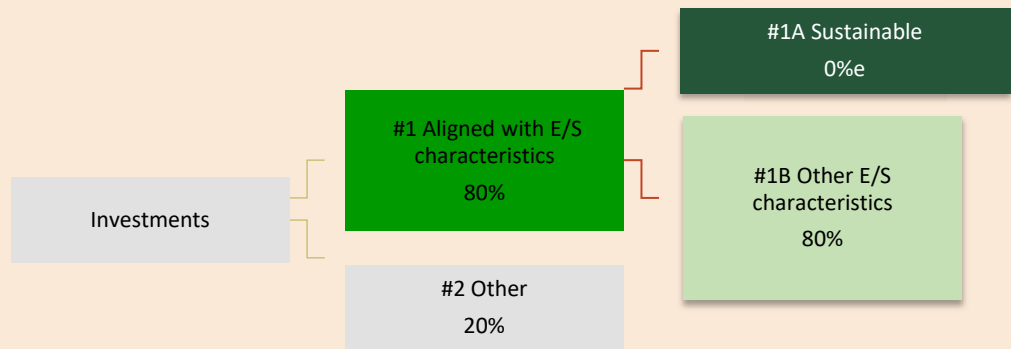 #1A Sustainable
0%e
#1 Aligned with E/S
characteristics
80%
#1B Other E/S
characteristics
80%
Investments
#2 Other
20%